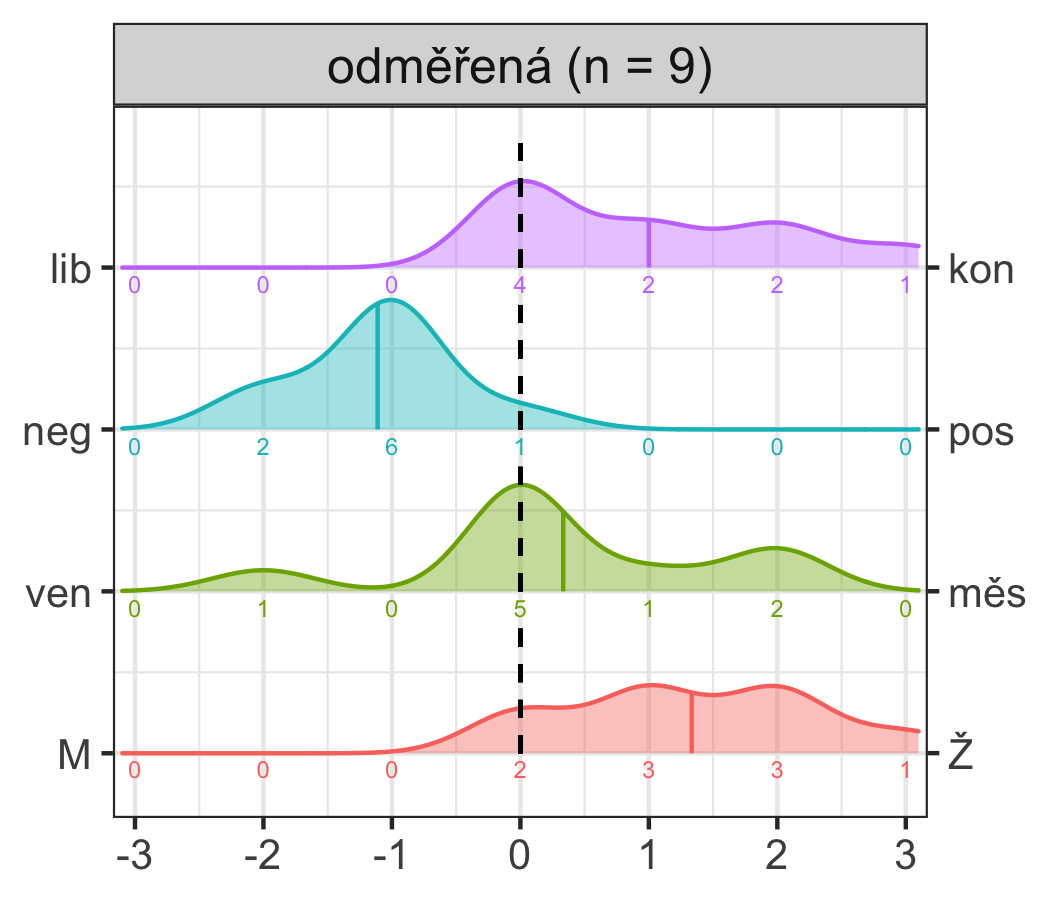 odměřená (n = 9)
lib kon
0 0 0 4 2 2 1
neg pos
0 2 6 1 0 0 0
ven měs
0 1 0 5 1 2 0
M Ž
0 0 0 2 3 3 1
-3 -2 -1 0 1 2 3